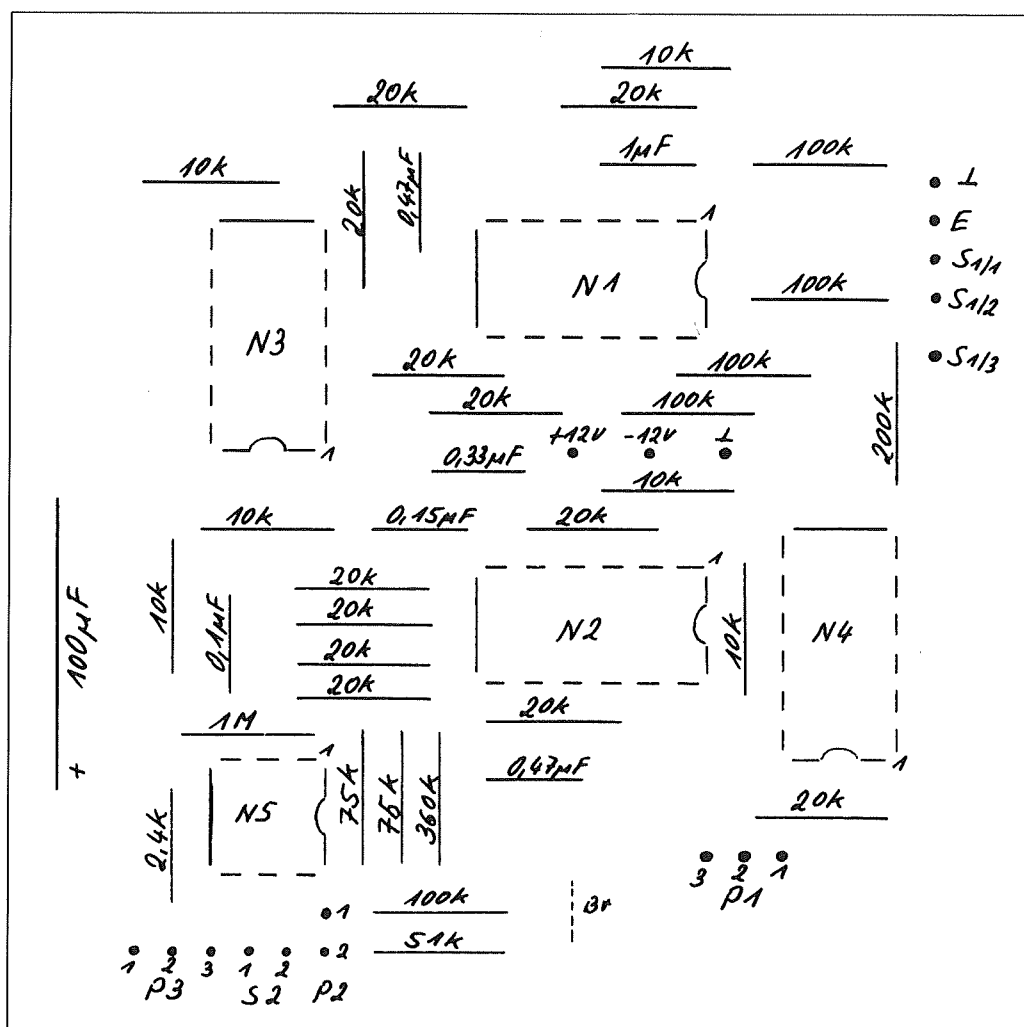 10k
20k
20k
1µF
100k
10k
20k
0,47µF
⊥
E
S1/1
S1/2
S1/3
1
N1
100k
N3
20k
100k
20k
100k
+12V
-12V
⊥
200k
1
0,33µF
10k
10k
0,15µF
20k
100µF
+
10k
0,1µF
20k
20k
20k
20k
1
N2
10k
N4
1
20k
1M
1
N5
75k
75k
360k
0,47µF
2,4k
20k
3
2
1
P1
1
100k
Br
51k
1
2
3
1
2
2
P3
S2
P2